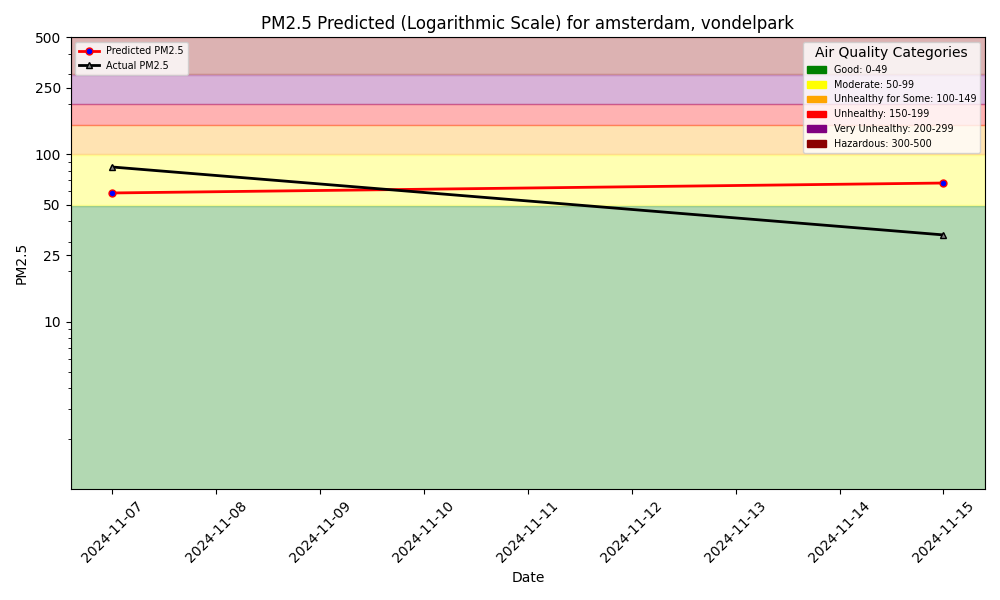 PM2.5 Predicted (Logarithmic Scale) for amsterdam, vondelpark
Predicted PM2.5
Actual PM2.5
Air Quality Categories
Good: 0-49
Moderate: 50-99
Unhealthy for Some: 100-149
Unhealthy: 150-199
Very Unhealthy: 200-299
Hazardous: 300-500
500
250
100
50
25
10
PM2.5
2024-11-07
2024-11-08
2024-11-09
2024-11-10
2024-11-11
2024-11-12
2024-11-13
2024-11-14
2024-11-15
Date